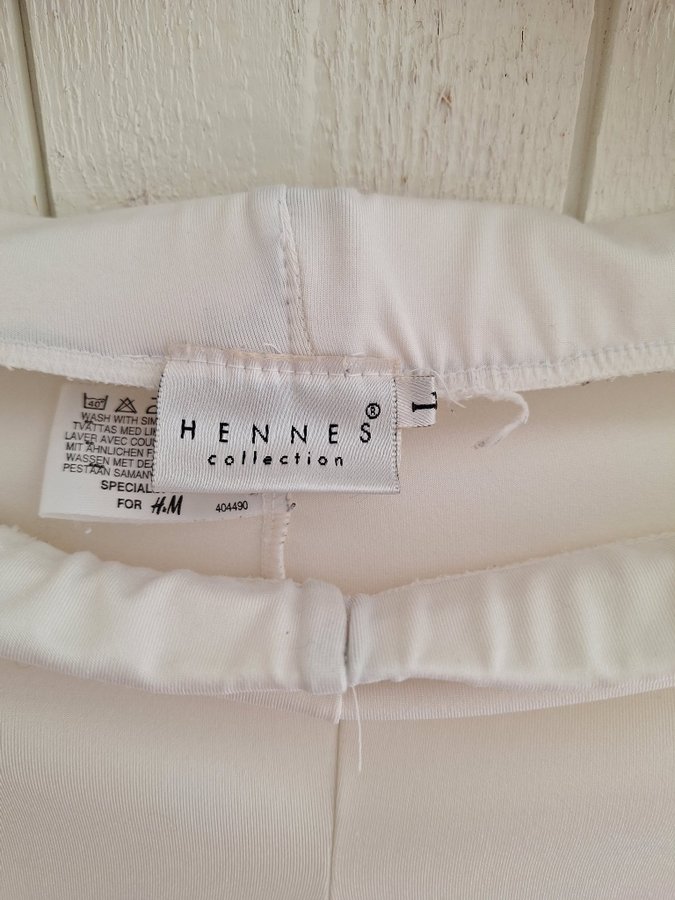 HENNES®
collection
L
40°
WASH WITH SIM
TVÄTTAS MED LI
LAVER AVEC COU
MIT ÄHNLICHEN F
WASSEN MET DE
PESTÄÄN SAMAN
SPECIAL
FOR H&M 404490